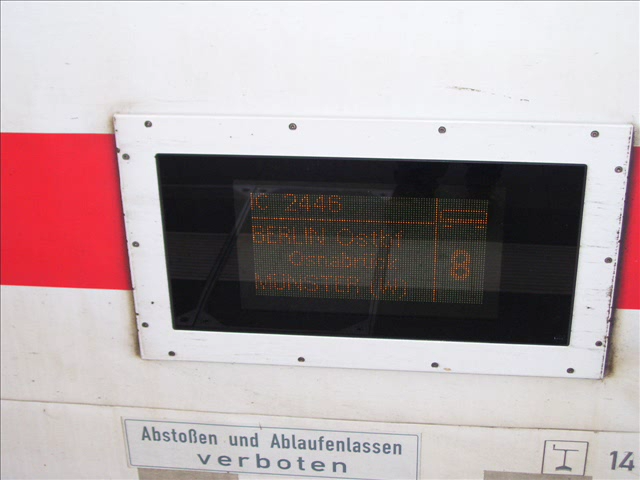 IC 2446
BERLIN Ostbf
Osnabrück
MÜNSTER (W)
8
Abstoßen und Ablaufenlassen
verboten
14